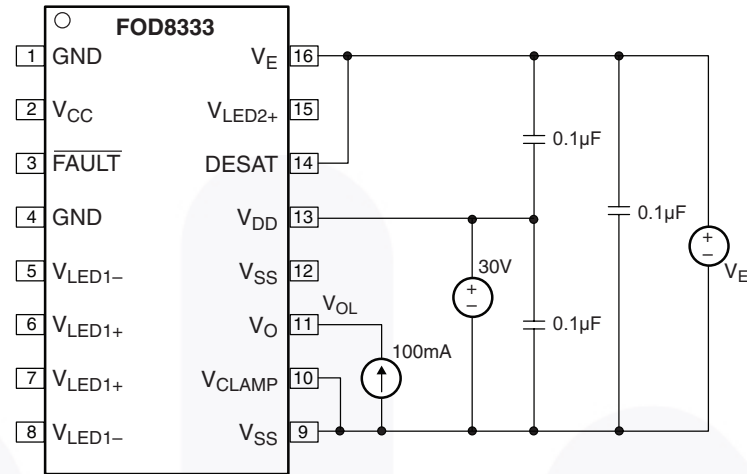 FOD8333
1 GND
2 VCC
3 FAULT
4 GND
5 VLED1–
6 VLED1+
7 VLED1+
8 VLED1–
VE 16
VLED2+ 15
DESAT 14
VDD 13
VSS 12
VO 11
VCLAMP 10
VSS 9
VOL
100mA
+
–
30V
0.1µF
0.1µF
0.1µF
+
–
VE